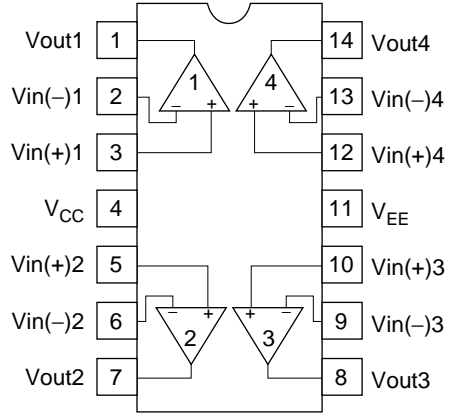 Vout1 1 14 Vout4
1 4
Vin(−)1 2 − + + − 13 Vin(−)4
Vin(+)1 3 12 Vin(+)4
VCC 4 11 VEE
Vin(+)2 5 10 Vin(+)3
Vin(−)2 6 − + + − 9 Vin(−)3
2 3
Vout2 7 8 Vout3